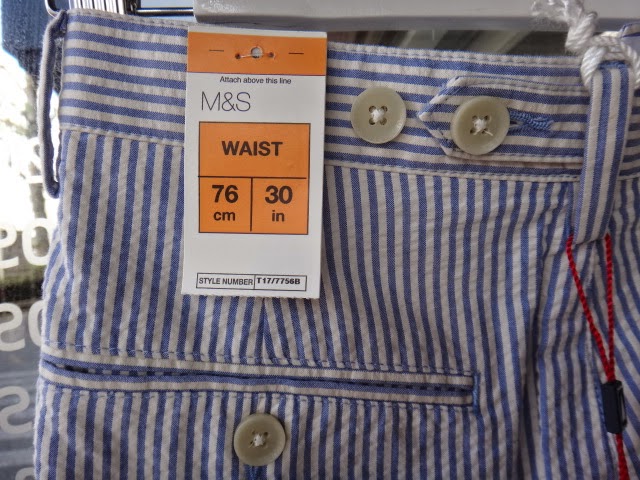 Attach above this line
M&S
WAIST
76 30
cm in
STYLE NUMBER T17/7756B